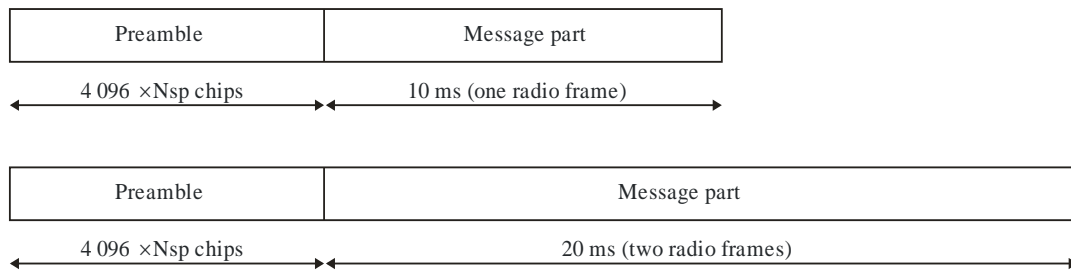 Preamble Message part
4 096 ×Nsp chips 10 ms (one radio frame)
Preamble Message part
4 096 ×Nsp chips 20 ms (two radio frames)